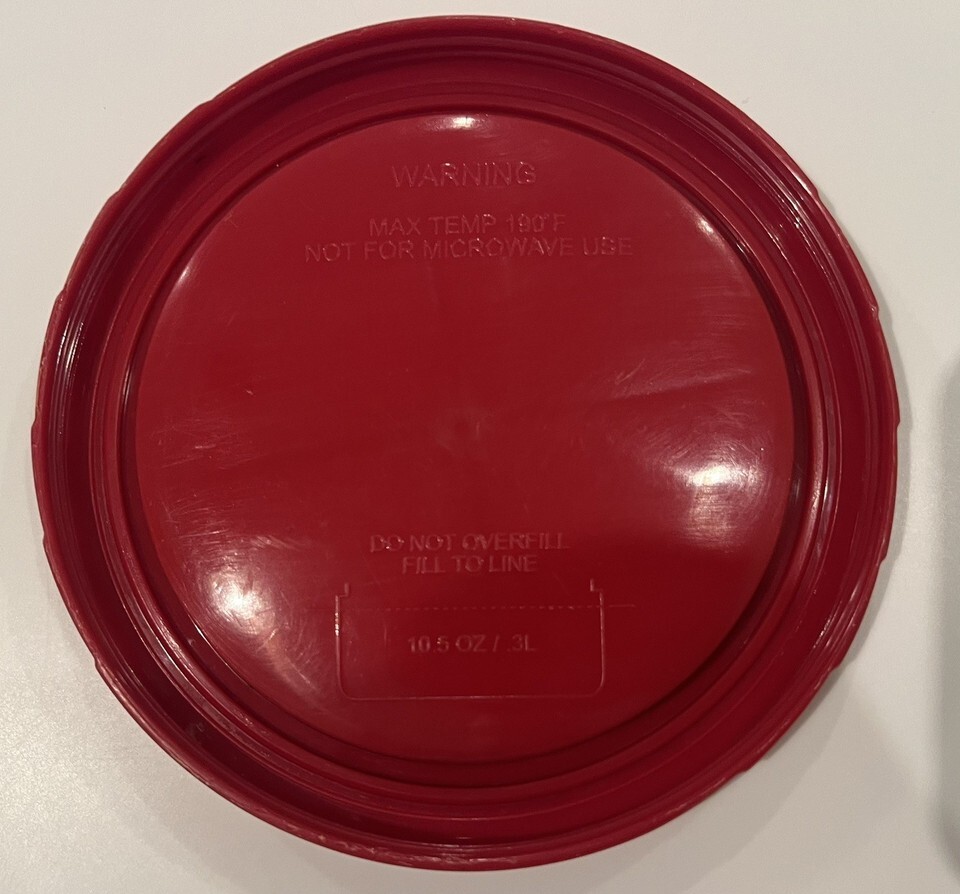 WARNING
MAX TEMP 190°F
NOT FOR MICROWAVE USE
DO NOT OVERFILL
FILL TO LINE
10.5 OZ / .3L